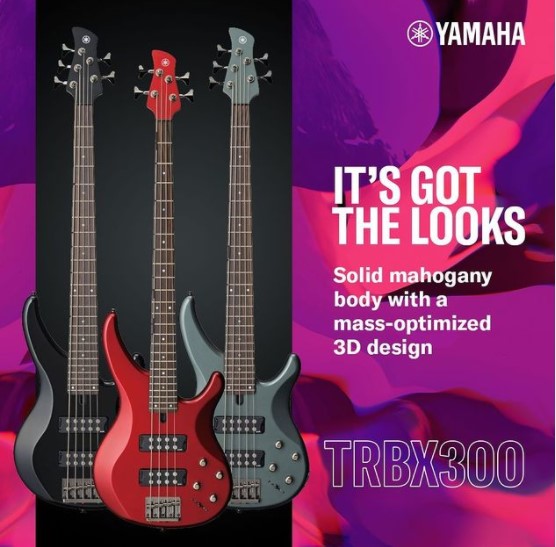 YAMAHA
IT'S GOT
THE LOOKS
Solid mahogany
body with a
mass-optimized
3D design
TRBX300